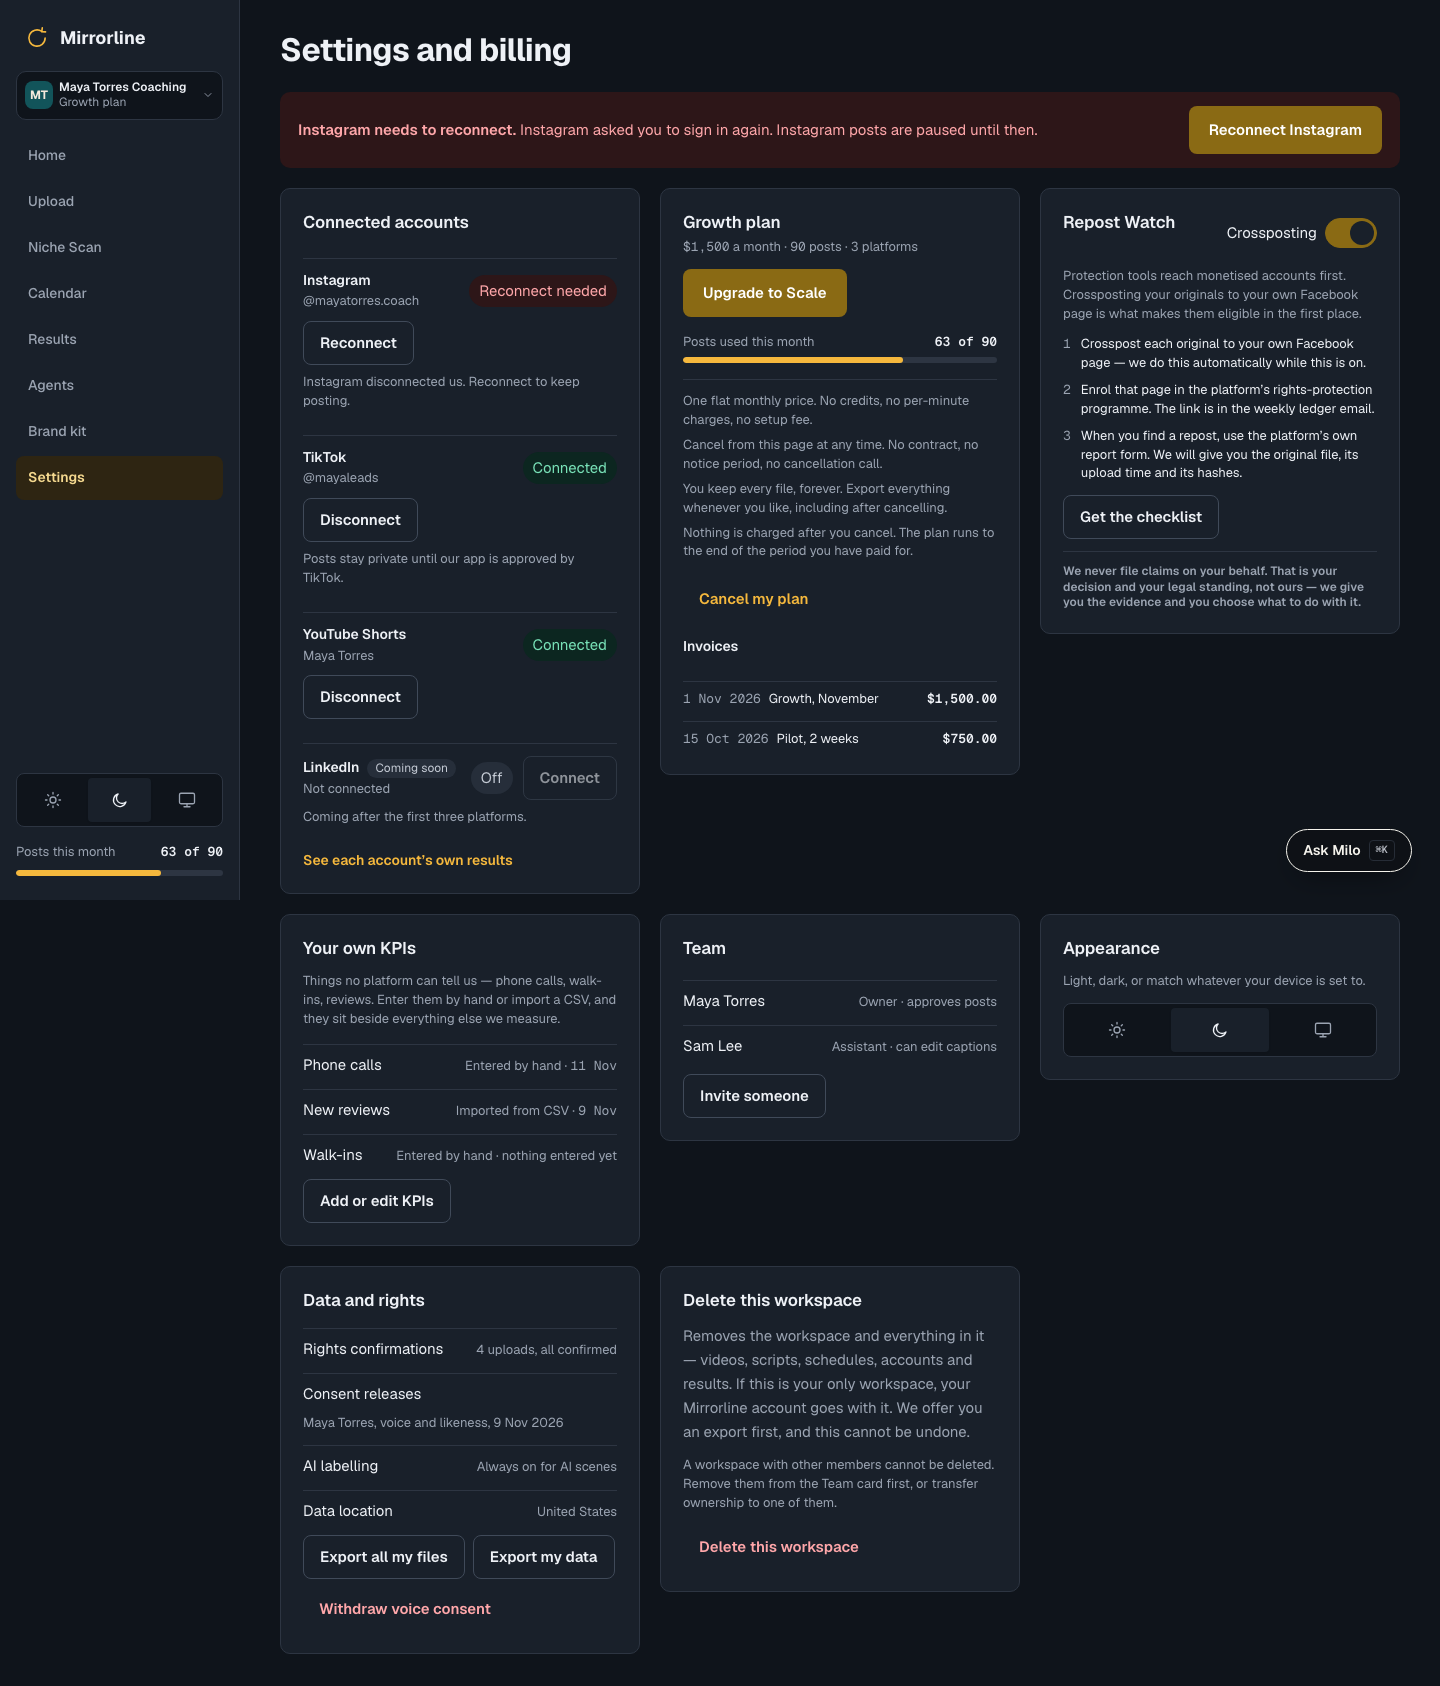 Mirrorline
MT
Maya Torres Coaching
Growth plan
Home
Upload
Niche Scan
Calendar
Results
Agents
Brand kit
Settings
Posts this month
63 of 90
Settings and billing
Instagram needs to reconnect. Instagram asked you to sign in again. Instagram posts are paused until then.
Reconnect Instagram
Connected accounts
Instagram
@mayatorres.coach
Reconnect needed
Reconnect
Instagram disconnected us. Reconnect to keep
posting.
TikTok
@mayaleads
Connected
Disconnect
Posts stay private until our app is approved by
TikTok.
YouTube Shorts
Maya Torres
Connected
Disconnect
LinkedIn
Coming soon
Not connected
Off
Connect
Coming after the first three platforms.
See each account's own results
Growth plan
$1,500 a month · 90 posts · 3 platforms
Upgrade to Scale
Posts used this month
63 of 90
One flat monthly price. No credits, no per-minute
charges, no setup fee.
Cancel from this page at any time. No contract, no
notice period, no cancellation call.
You keep every file, forever. Export everything
whenever you like, including after cancelling.
Nothing is charged after you cancel. The plan runs to
the end of the period you have paid for.
Cancel my plan
Invoices
1 Nov 2026 Growth, November $1,500.00
15 Oct 2026 Pilot, 2 weeks $750.00
Repost Watch
Crossposting
Protection tools reach monetised accounts first.
Crossposting your originals to your own Facebook
page is what makes them eligible in the first place.
1 Crosspost each original to your own Facebook
page — we do this automatically while this is on.
2 Enrol that page in the platform's rights-protection
programme. The link is in the weekly ledger email.
3 When you find a repost, use the platform's own
report form. We will give you the original file, its
upload time and its hashes.
Get the checklist
We never file claims on your behalf. That is your
decision and your legal standing, not ours — we give
you the evidence and you choose what to do with it.
Ask Milo ⌘K
Your own KPIs
Things no platform can tell us — phone calls, walk-
ins, reviews. Enter them by hand or import a CSV, and
they sit beside everything else we measure.
Phone calls Entered by hand · 11 Nov
New reviews Imported from CSV · 9 Nov
Walk-ins Entered by hand · nothing entered yet
Add or edit KPIs
Team
Maya Torres Owner · approves posts
Sam Lee Assistant · can edit captions
Invite someone
Appearance
Light, dark, or match whatever your device is set to.
Data and rights
Rights confirmations 4 uploads, all confirmed
Consent releases
Maya Torres, voice and likeness, 9 Nov 2026
AI labelling Always on for AI scenes
Data location United States
Export all my files
Export my data
Withdraw voice consent
Delete this workspace
Removes the workspace and everything in it
— videos, scripts, schedules, accounts and
results. If this is your only workspace, your
Mirrorline account goes with it. We offer you
an export first, and this cannot be undone.
A workspace with other members cannot be deleted.
Remove them from the Team card first, or transfer
ownership to one of them.
Delete this workspace